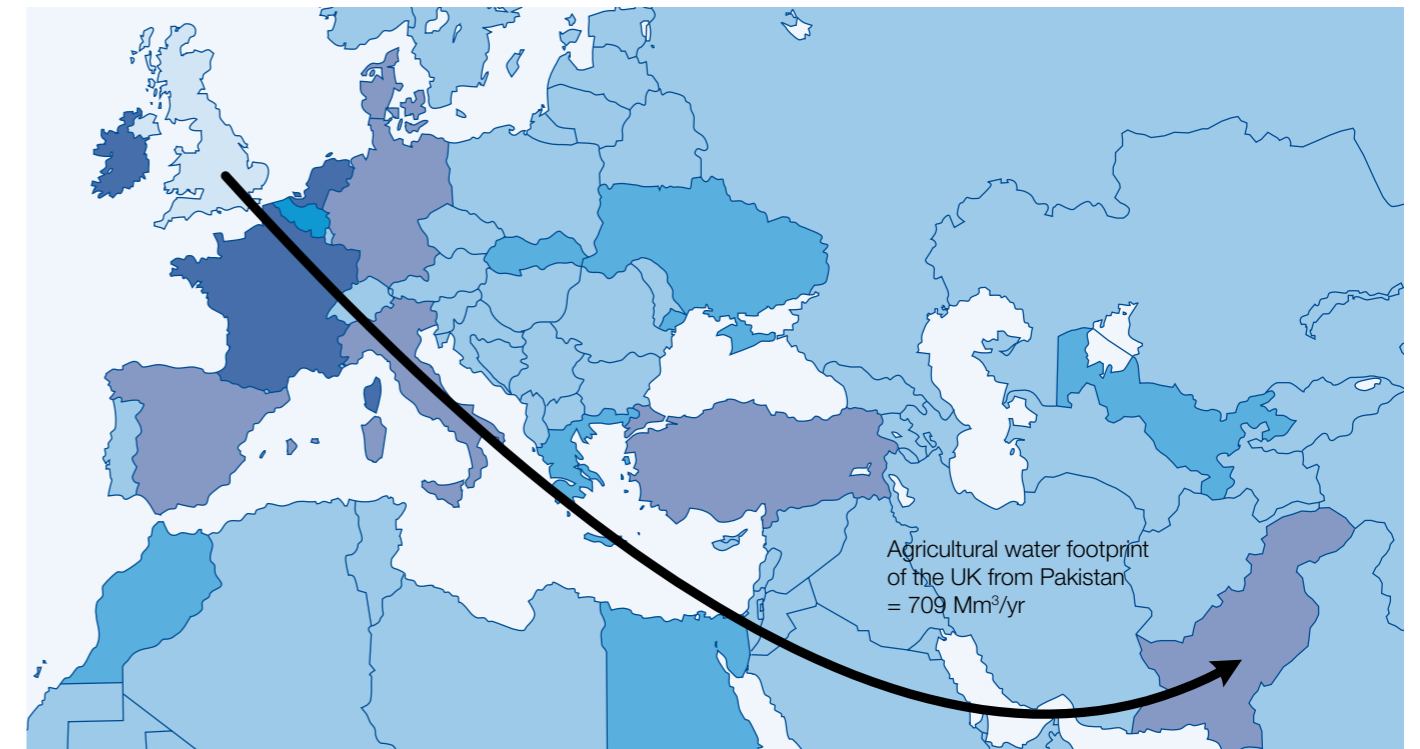 Agricultural water footprint
of the UK from Pakistan
= 709 Mm³/yr